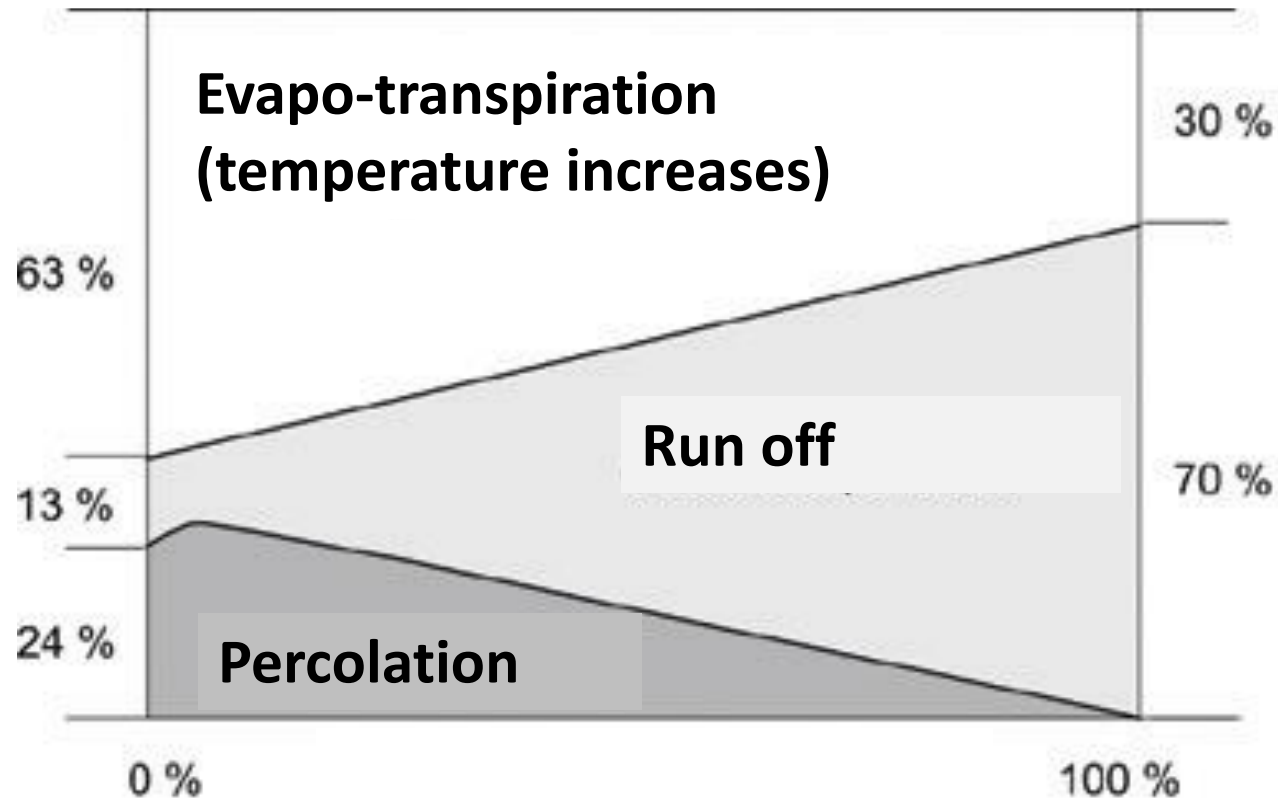 Evapo-transpiration
(temperature increases)
30 %
63 %
Run off
70 %
13 %
24 %
Percolation
0 %
100 %